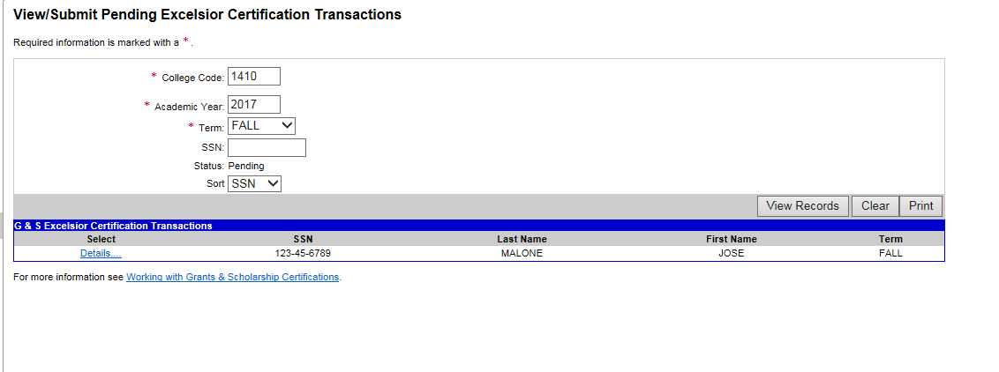 View/Submit Pending Excelsior Certification Transactions
Required information is marked with a * .
* College Code: 1410
* Academic Year: 2017
* Term: FALL
SSN:
Status: Pending
Sort SSN
View Records Clear Print
G & S Excelsior Certification Transactions
Select SSN Last Name First Name Term
Details.... 123-45-6789 MALONE JOSE FALL
For more information see Working with Grants & Scholarship Certifications.